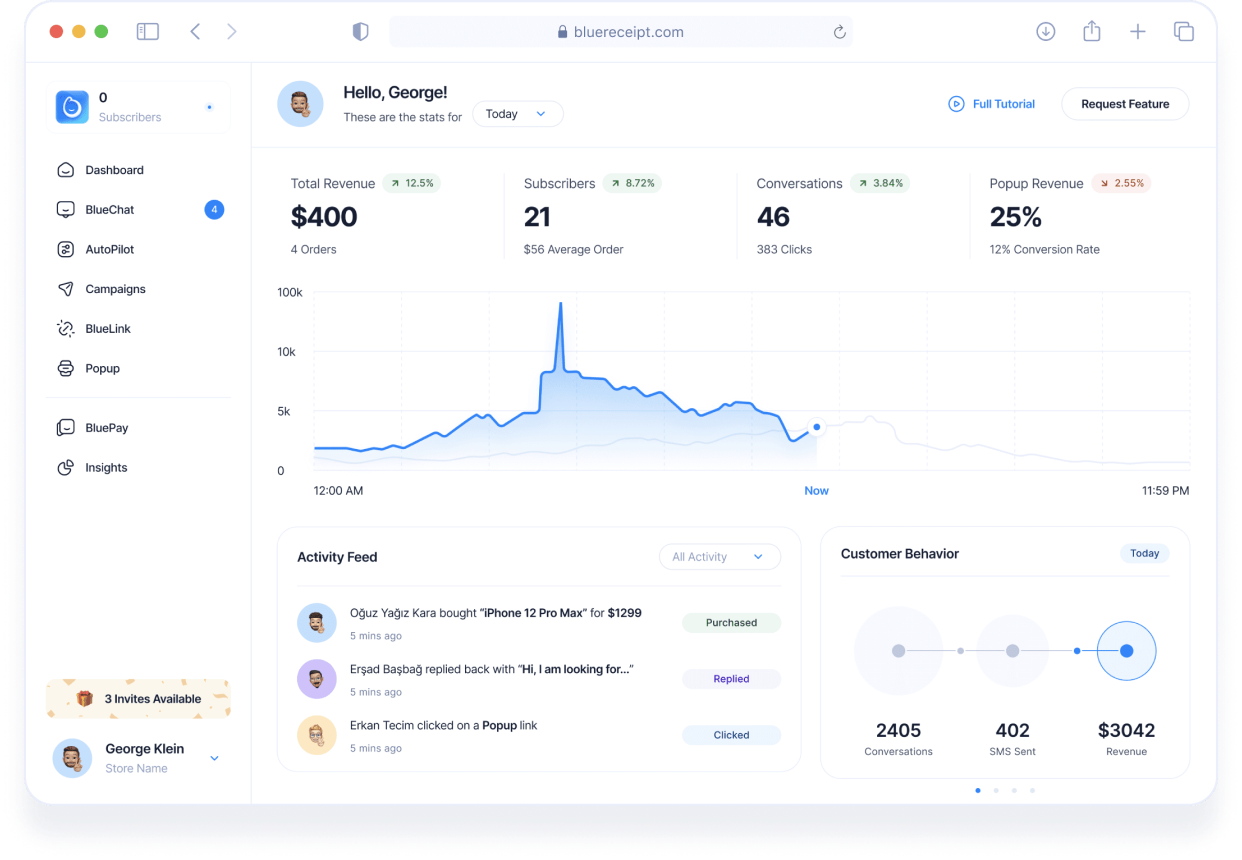 bluereceipt.com
0
Subscribers
Dashboard
BlueChat 4
AutoPilot
Campaigns
BlueLink
Popup
BluePay
Insights
3 Invites Available
George Klein
Store Name
Hello, George!
These are the stats for Today
Full Tutorial
Request Feature
Total Revenue 12.5%
$400
4 Orders
Subscribers 8.72%
21
$56 Average Order
Conversations 3.84%
46
383 Clicks
Popup Revenue 2.55%
25%
12% Conversion Rate
100k
10k
5k
0
12:00 AM Now 11:59 PM
Activity Feed All Activity
Oğuz Yağız Kara bought “iPhone 12 Pro Max” for $1299
5 mins ago
Purchased
Erşad Başbağ replied back with “Hi, I am looking for...”
5 mins ago
Replied
Erkan Tecim clicked on a Popup link
5 mins ago
Clicked
Customer Behavior Today
2405
Conversations
402
SMS Sent
$3042
Revenue